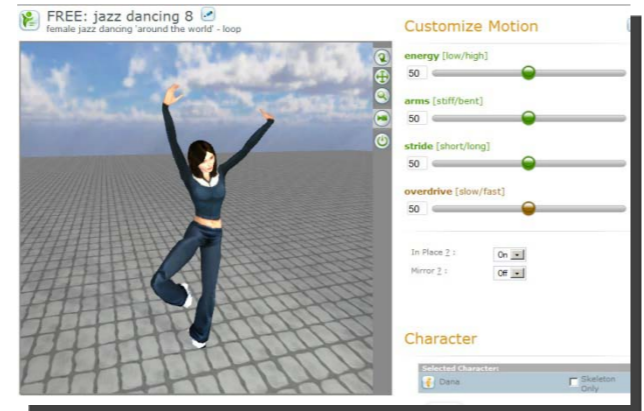 FREE: jazz dancing 8
female jazz dancing 'around the world' - loop
Customize Motion
energy [low/high]
50
arms [stiff/bent]
50
stride [short/long]
50
overdrive [slow/fast]
50
In Place ? : On
Mirror ? : Off
Character
Selected Character:
Dana. Skeleton Only